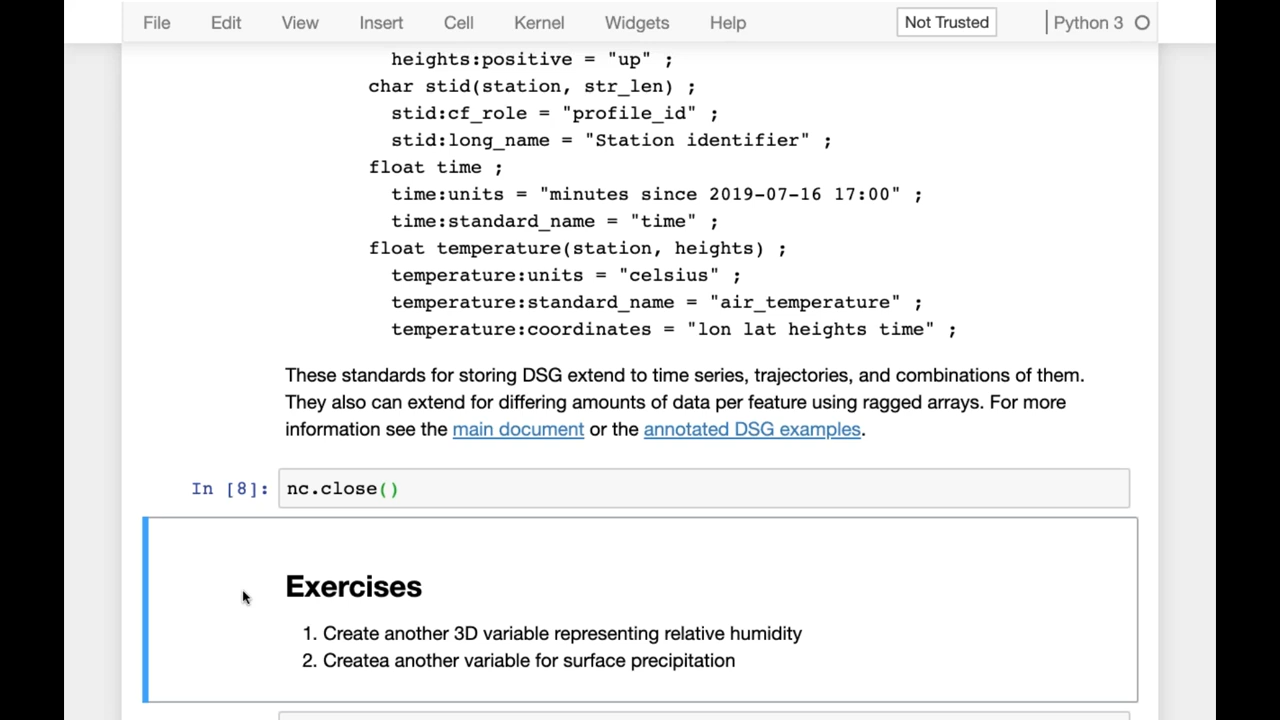 File Edit View Insert Cell Kernel Widgets Help Not Trusted Python 3
heights:positive = "up" ;
char stid(station, str_len) ;
stid:cf_role = "profile_id" ;
stid:long_name = "Station identifier" ;
float time ;
time:units = "minutes since 2019-07-16 17:00" ;
time:standard_name = "time" ;
float temperature(station, heights) ;
temperature:units = "celsius" ;
temperature:standard_name = "air_temperature" ;
temperature:coordinates = "lon lat heights time" ;
These standards for storing DSG extend to time series, trajectories, and combinations of them.
They also can extend for differing amounts of data per feature using ragged arrays. For more
information see the main document or the annotated DSG examples.
In [8]: nc.close()
Exercises
1. Create another 3D variable representing relative humidity
2. Createa another variable for surface precipitation